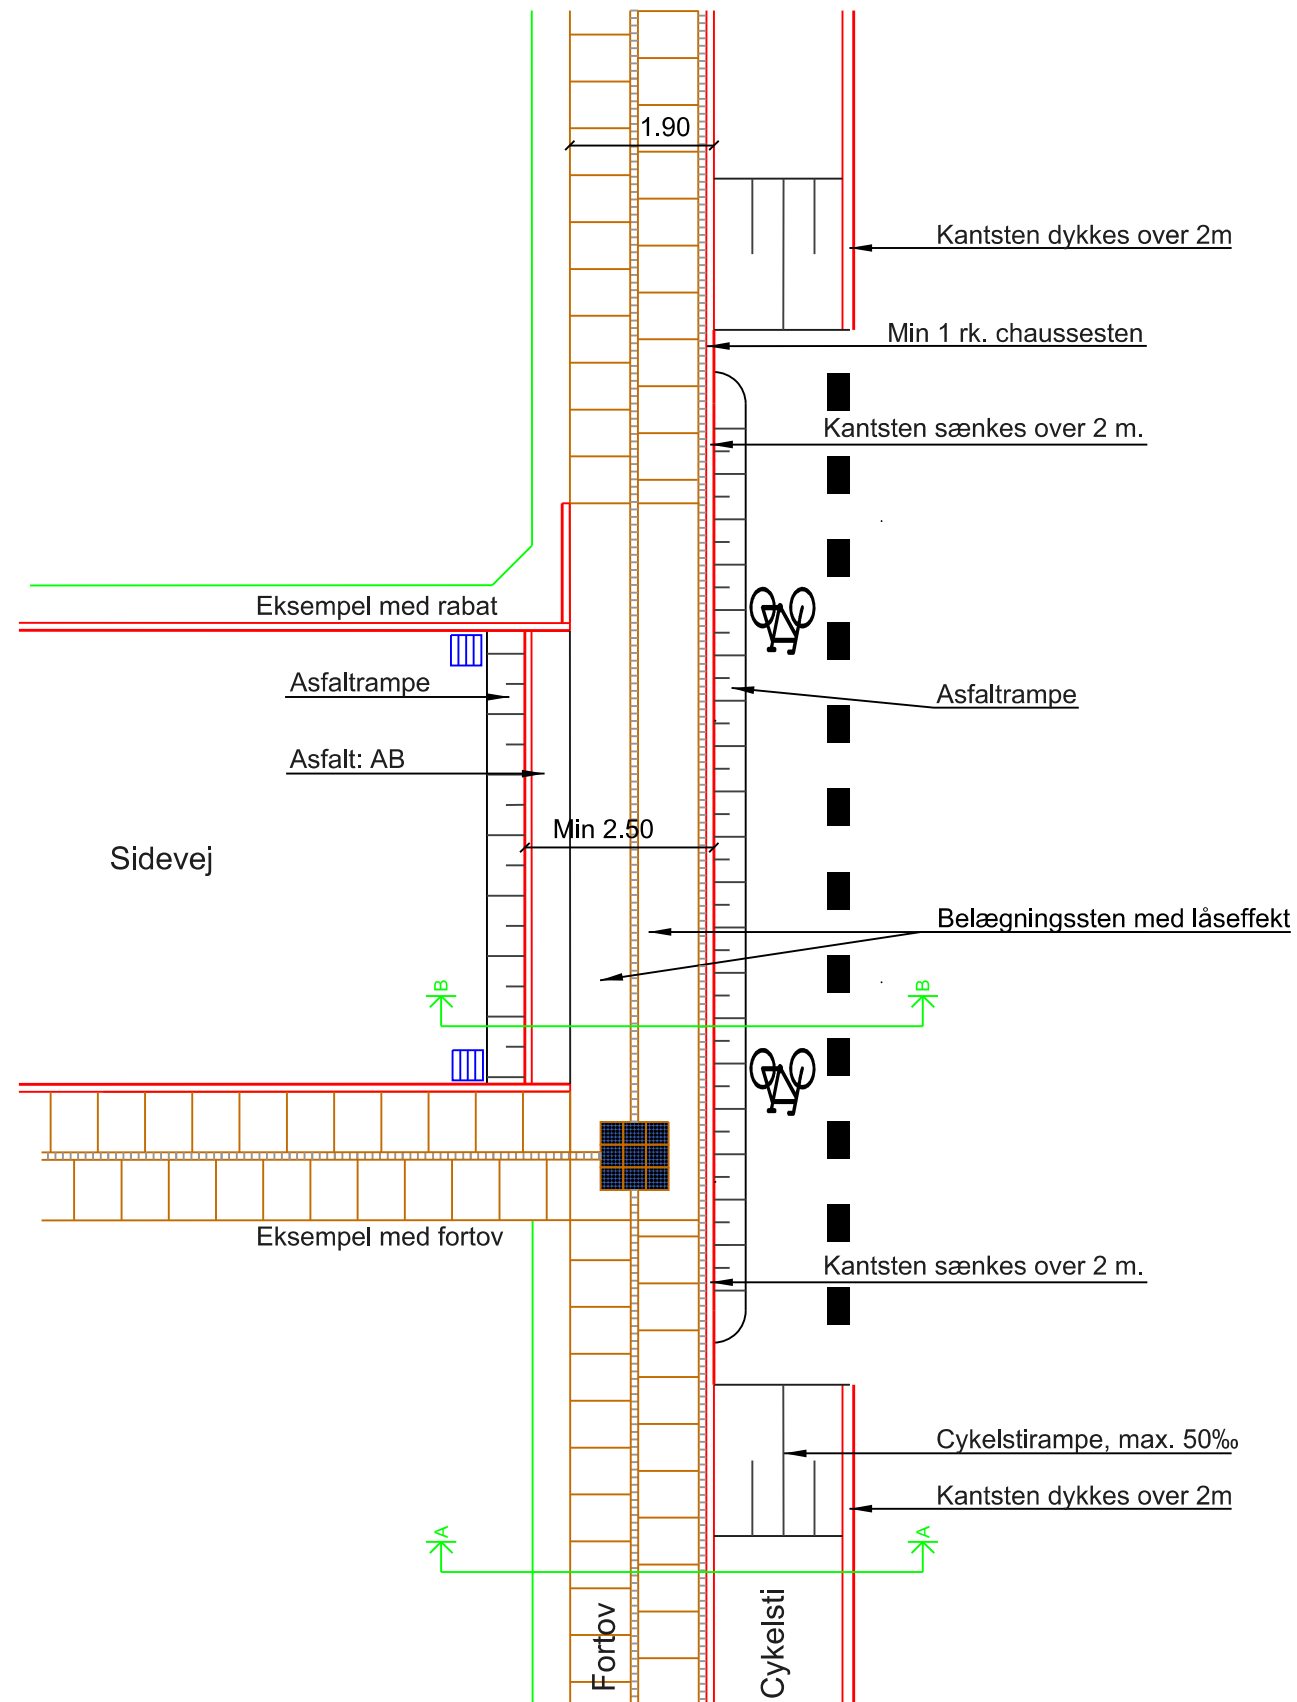 1.90
Kantsten dykkes over 2m
Min 1 rk. chaussesten
Kantsten sænkes over 2 m.
Eksempel med rabat
Asfaltrampe
Asfaltrampe
Asfalt: AB
Min 2.50
Sidevej
Belægningssten med låseffekt
B
B
Eksempel med fortov
Kantsten sænkes over 2 m.
Cykelstirampe, max. 50‰
Kantsten dykkes over 2m
A
A
Fortov
Cykelsti